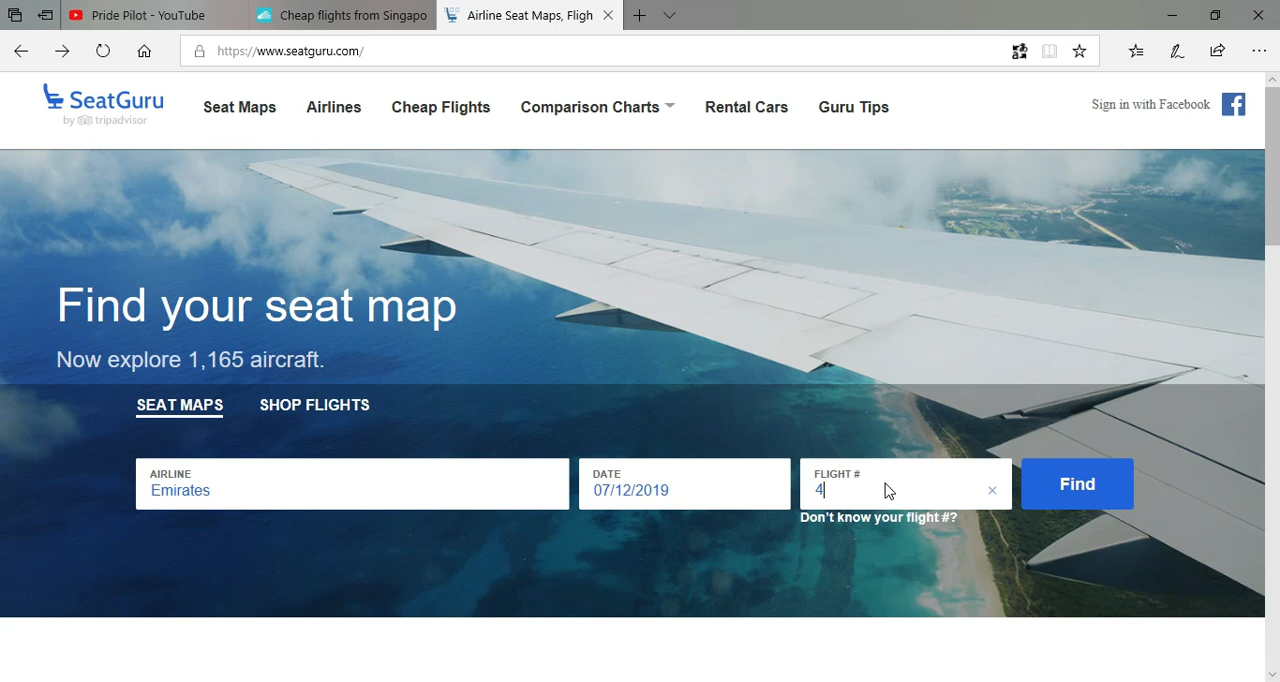 Pride Pilot - YouTube
Cheap flights from Singapo
Airline Seat Maps, Fligh
https://www.seatguru.com/
SeatGuru
by tripadvisor
Seat Maps
Airlines
Cheap Flights
Comparison Charts
Rental Cars
Guru Tips
Sign in with Facebook
Find your seat map
Now explore 1,165 aircraft.
SEAT MAPS
SHOP FLIGHTS
AIRLINE
Emirates
DATE
07/12/2019
FLIGHT #
4
Find
Don't know your flight #?